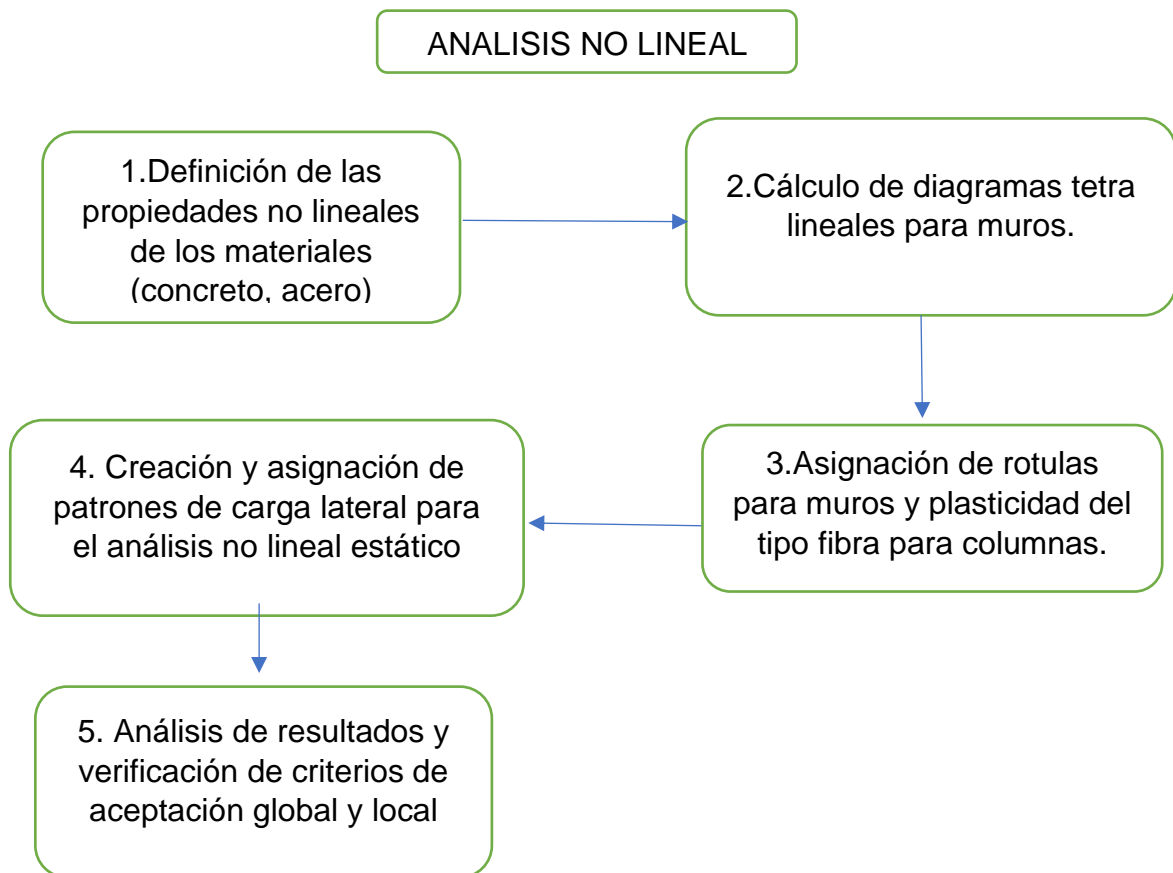 ANALISIS NO LINEAL
1.Definición de las
propiedades no lineales
de los materiales
(concreto, acero)
2.Cálculo de diagramas tetra
lineales para muros.
3.Asignación de rotulas
para muros y plasticidad del
tipo fibra para columnas.
4. Creación y asignación de
patrones de carga lateral para
el análisis no lineal estático
5. Análisis de resultados y
verificación de criterios de
aceptación global y local